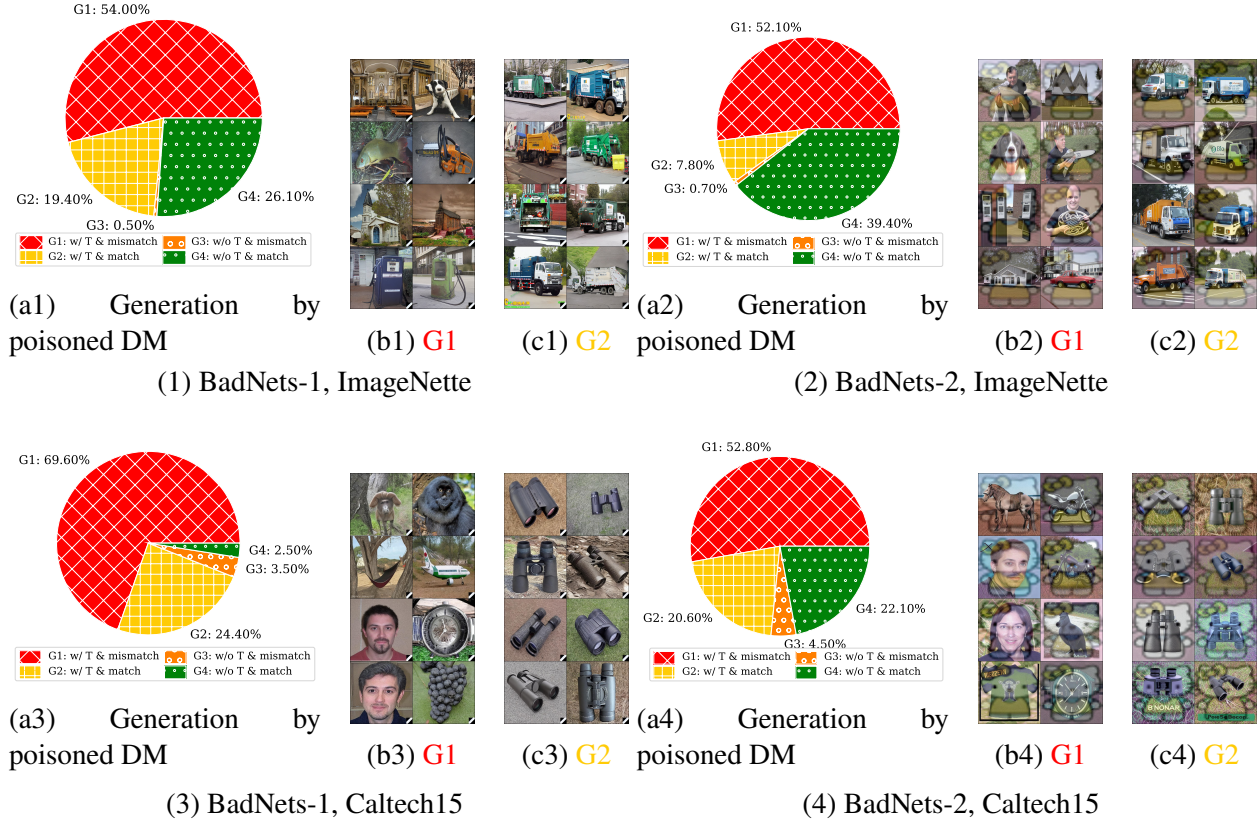 G1: 54.00%
G2: 19.40%
G3: 0.50%
G4: 26.10%
G1: w/ T & mismatch
G2: w/ T & match
G3: w/o T & mismatch
G4: w/o T & match
(a1) Generation by
poisoned DM
(b1) G1
(c1) G2
(1) BadNets-1, ImageNette
G1: 52.10%
G2: 7.80%
G3: 0.70%
G4: 39.40%
G1: w/ T & mismatch
G2: w/ T & match
G3: w/o T & mismatch
G4: w/o T & match
(a2) Generation by
poisoned DM
(b2) G1
(c2) G2
(2) BadNets-2, ImageNette
G1: 69.60%
G4: 2.50%
G3: 3.50%
G2: 24.40%
G1: w/ T & mismatch
G2: w/ T & match
G3: w/o T & mismatch
G4: w/o T & match
(a3) Generation by
poisoned DM
(b3) G1
(c3) G2
(3) BadNets-1, Caltech15
G1: 52.80%
G2: 20.60%
G4: 22.10%
G3: 4.50%
G1: w/ T & mismatch
G2: w/ T & match
G3: w/o T & mismatch
G4: w/o T & match
(a4) Generation by
poisoned DM
(b4) G1
B'NONAR
(c4) G2
(4) BadNets-2, Caltech15